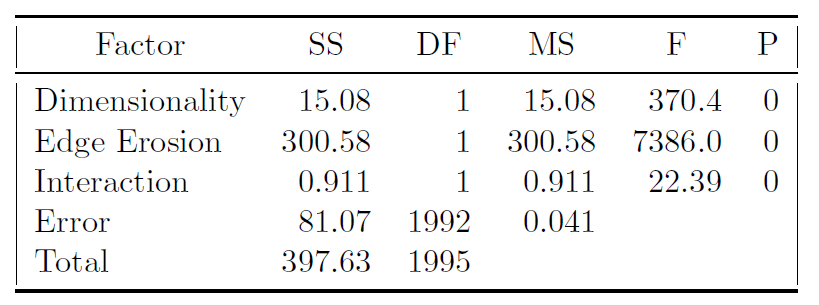 Factor SS DF MS F P
Dimensionality 15.08 1 15.08 370.4 0
Edge Erosion 300.58 1 300.58 7386.0 0
Interaction 0.911 1 0.911 22.39 0
Error 81.07 1992 0.041
Total 397.63 1995